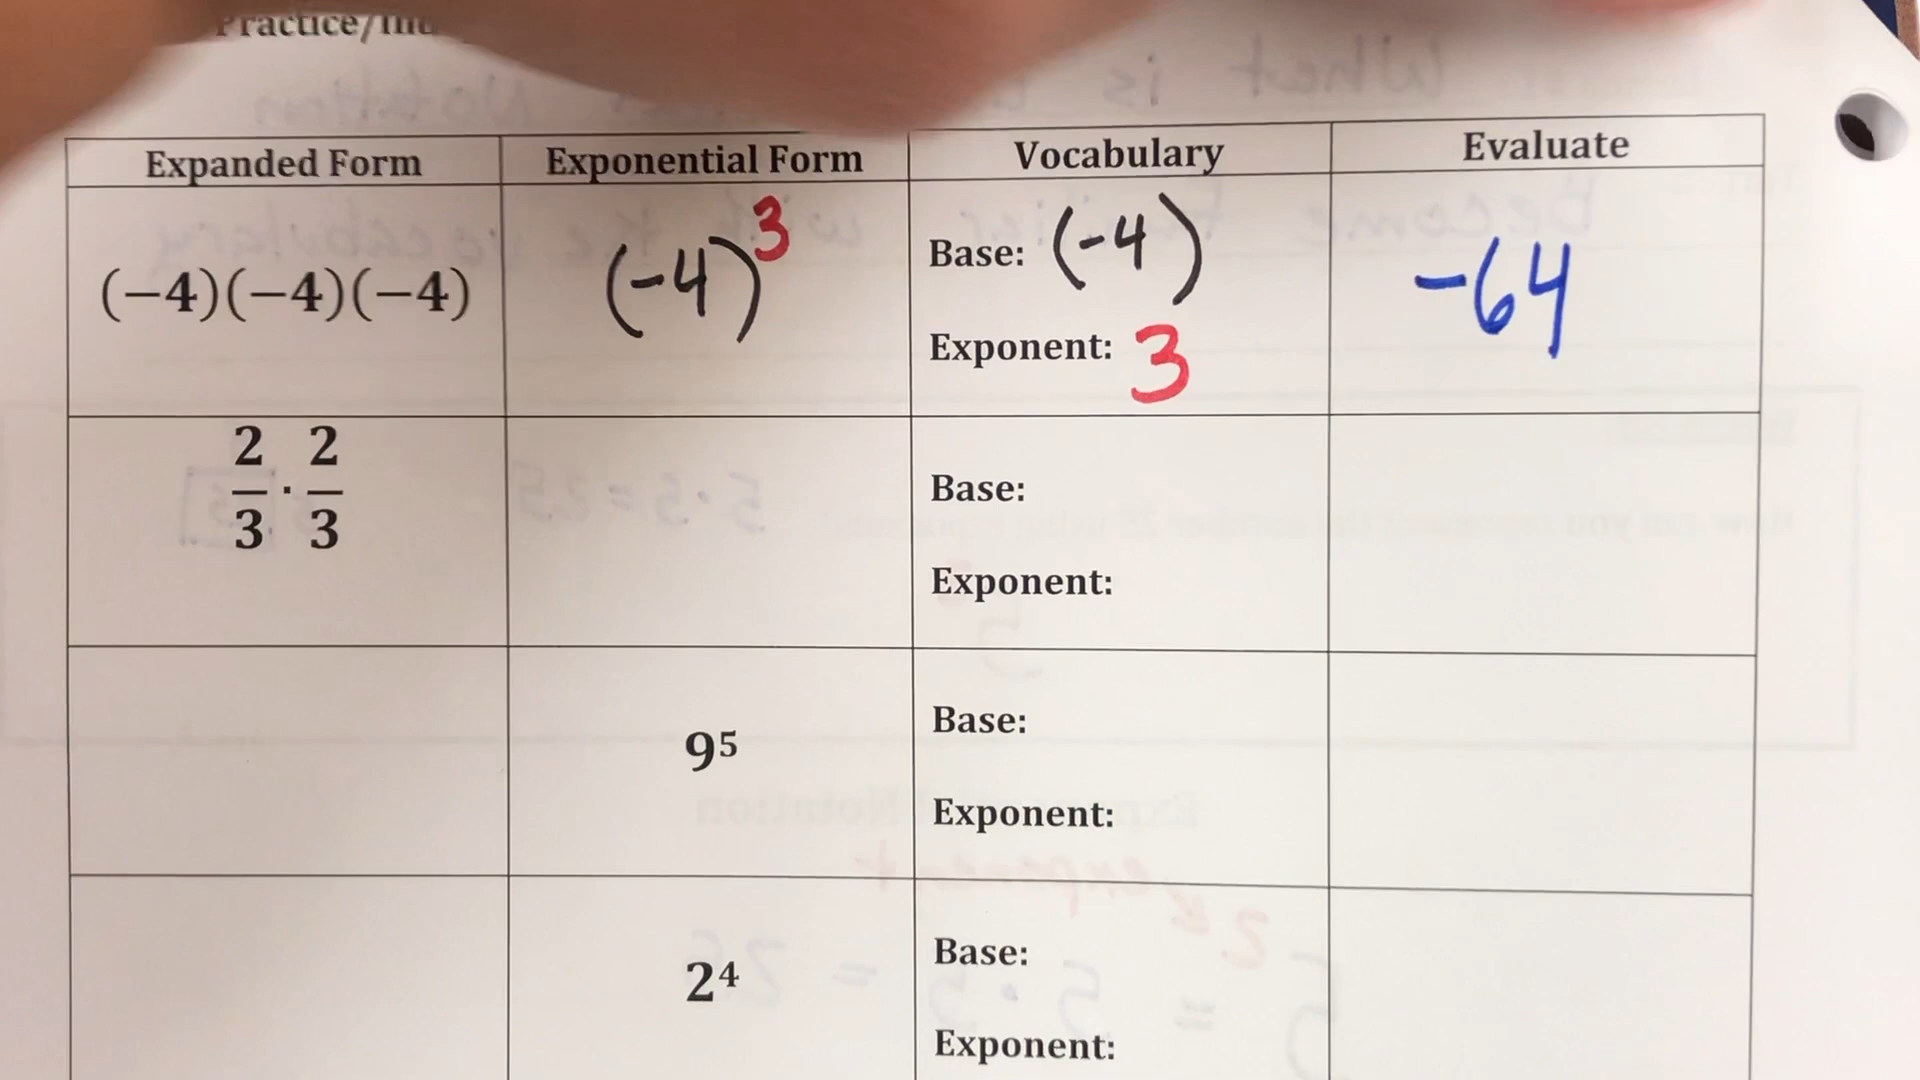 Practice/
Expanded Form Exponential Form Vocabulary Evaluate
(−4)(−4)(−4) (-4)³ Base: (-4) -64
Exponent: 3
2/3 · 2/3 Base:
Exponent:
9⁵ Base:
Exponent:
2⁴ Base:
Exponent: